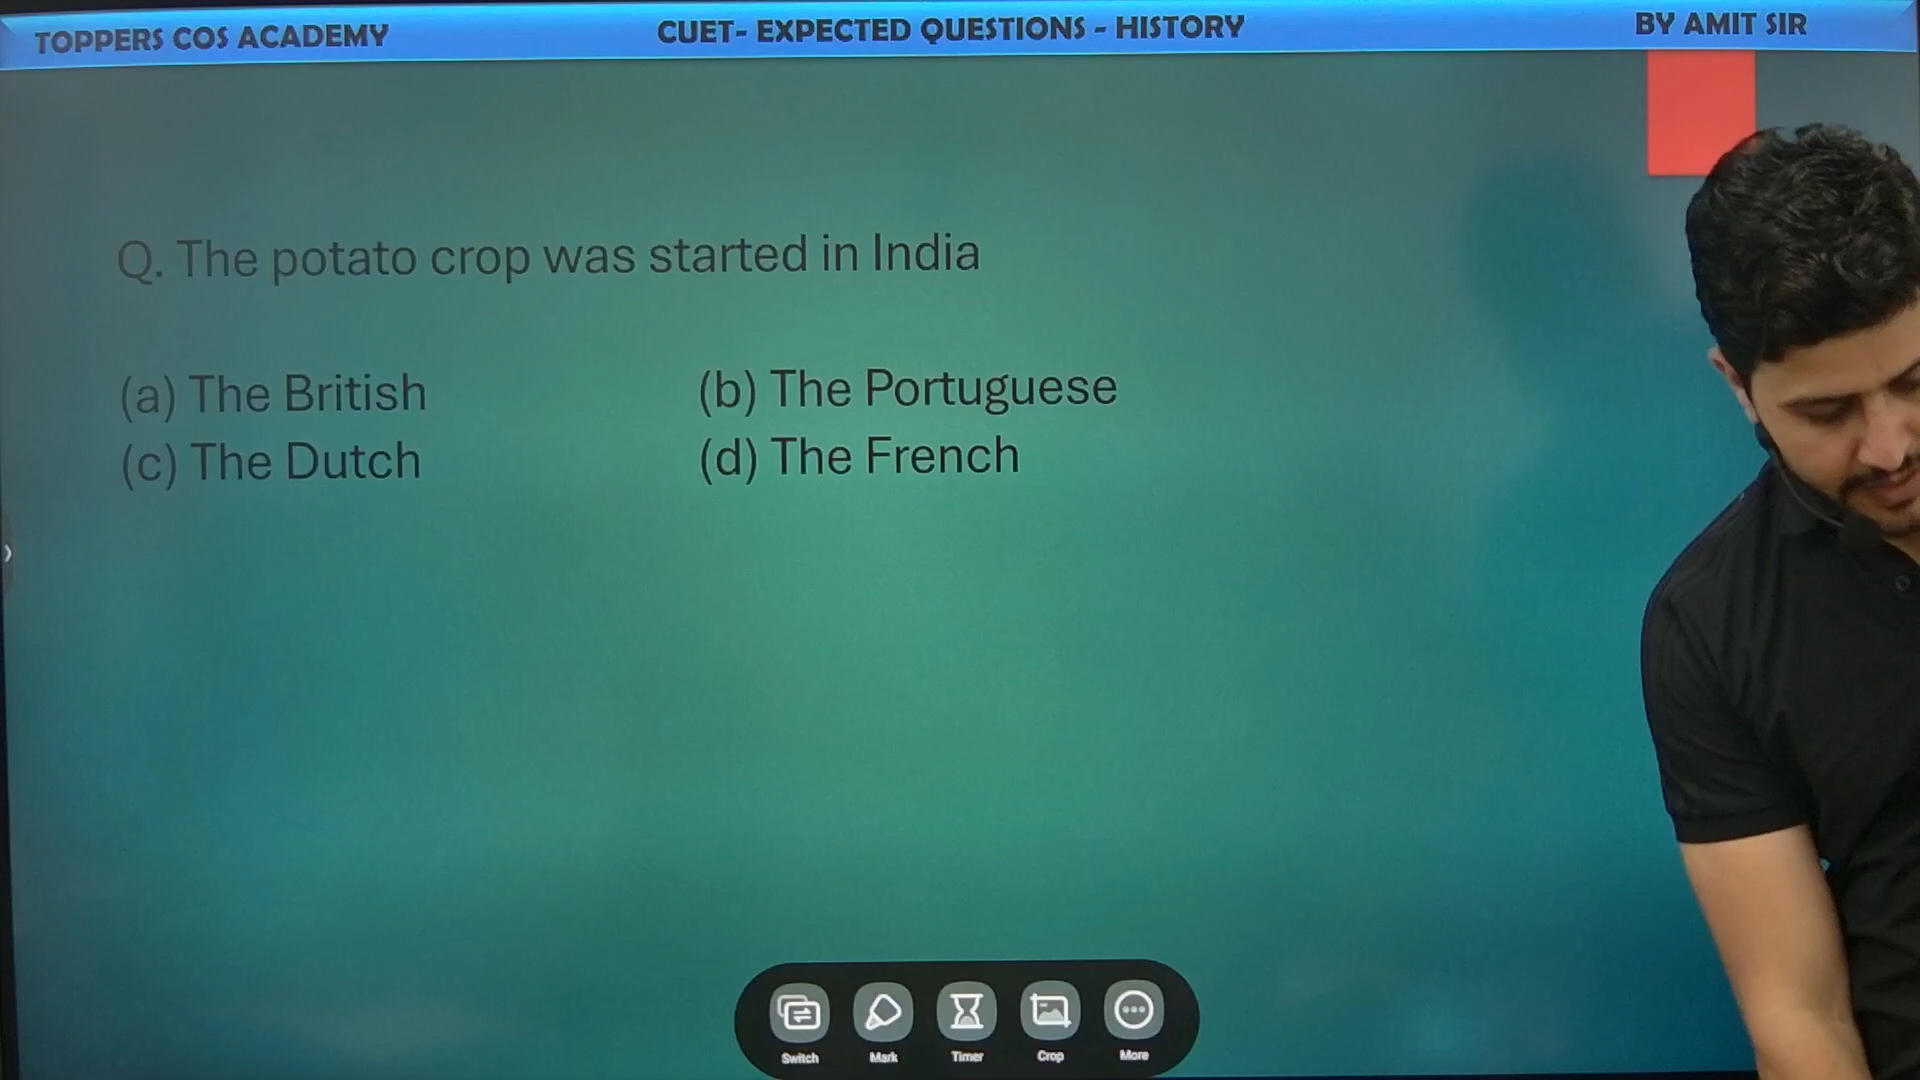 TOPPERS COS ACADEMY
CUET- EXPECTED QUESTIONS - HISTORY
BY AMIT SIR
Q. The potato crop was started in India
(a) The British
(b) The Portuguese
(c) The Dutch
(d) The French
Switch
Mark
Timer
Crop
More